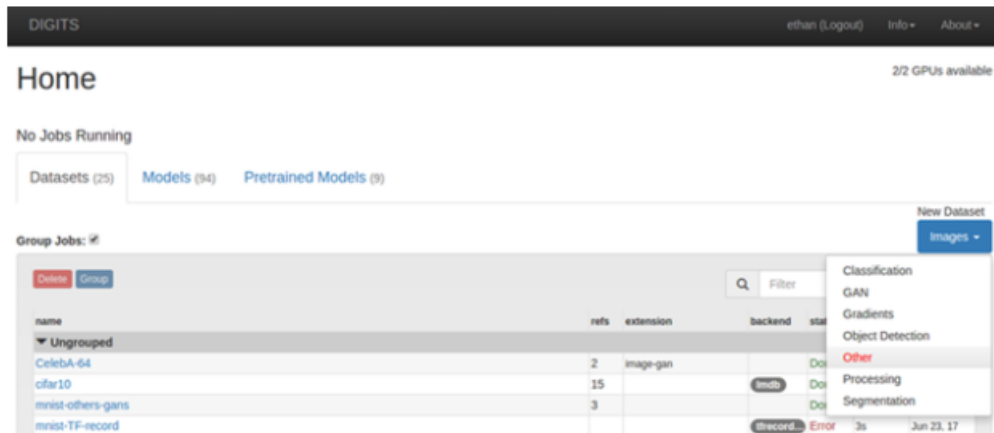 DIGITS ethan (Logout) Info About
Home 2/2 GPUs available
No Jobs Running
Datasets (25) Models (94) Pretrained Models (9)
New Dataset
Group Jobs: Images
Delete Group Filter
Classification
GAN
Gradients
Object Detection
Other
Processing
Segmentation
name refs extension backend
Ungrouped
CelebA-64 2 image-gan
cifar10 15 lmdb
mnist-others-gans 3
mnist-TF-record tfrecord... Error 3s Jun 23, 17